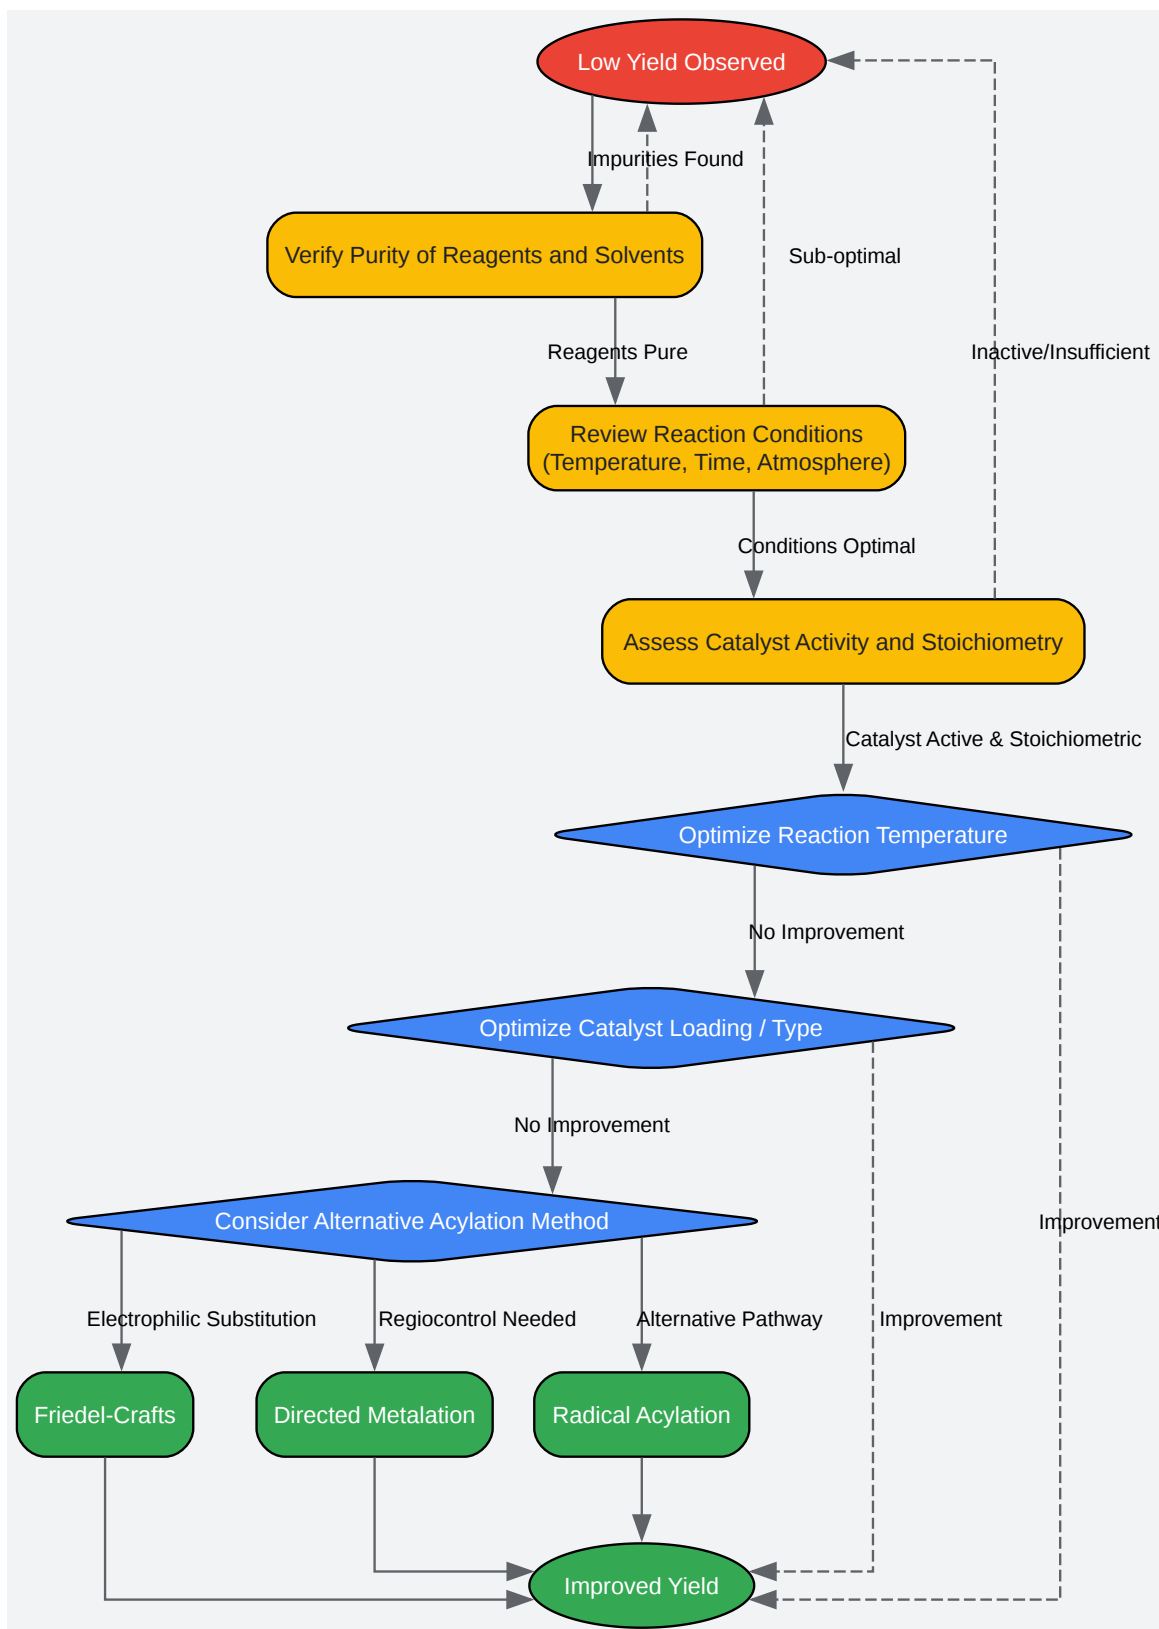 Low Yield Observed
Impurities Found
Verify Purity of Reagents and Solvents
Sub-optimal
Reagents Pure
Inactive/Insufficient
Review Reaction Conditions
(Temperature, Time, Atmosphere)
Conditions Optimal
Assess Catalyst Activity and Stoichiometry
Catalyst Active & Stoichiometric
Optimize Reaction Temperature
No Improvement
Optimize Catalyst Loading / Type
No Improvement
Consider Alternative Acylation Method
Improvement
Electrophilic Substitution
Regiocontrol Needed
Alternative Pathway
Improvement
Friedel-Crafts
Directed Metalation
Radical Acylation
Improved Yield